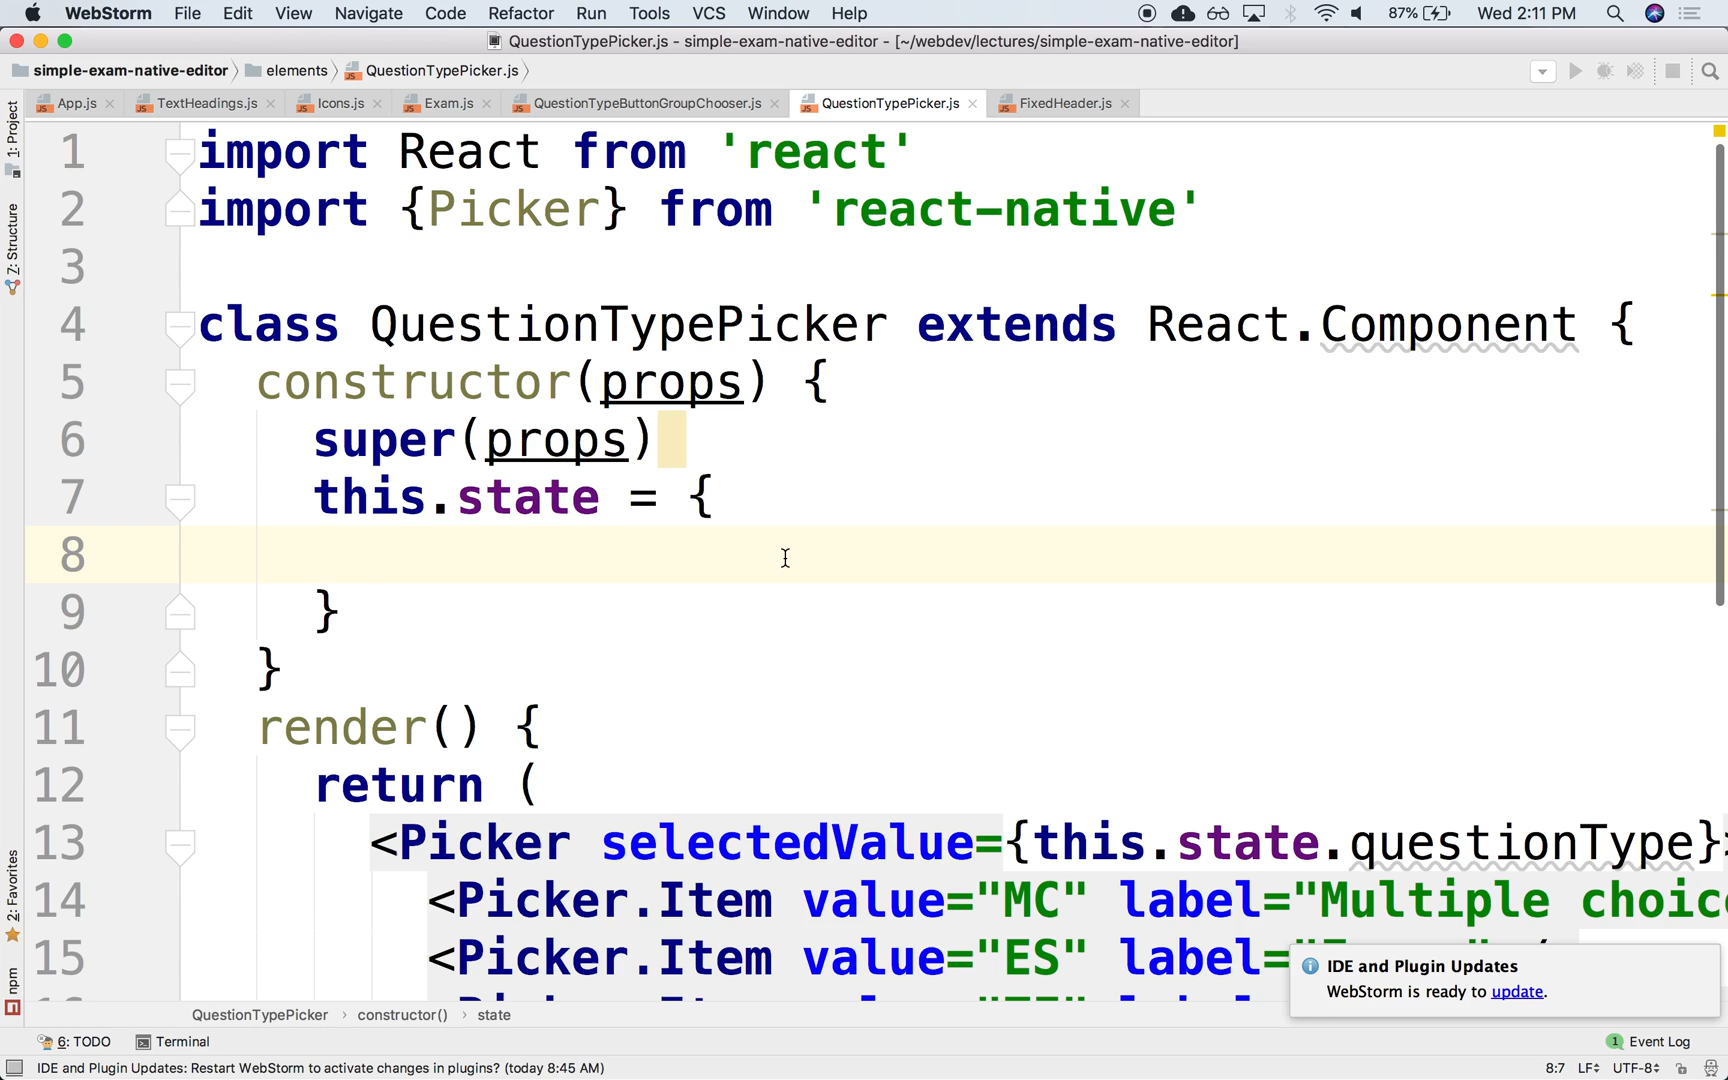 WebStorm File Edit View Navigate Code Refactor Run Tools VCS Window Help 87% Wed 2:11 PM
QuestionTypePicker.js - simple-exam-native-editor - [~/webdev/lectures/simple-exam-native-editor]
simple-exam-native-editor elements QuestionTypePicker.js
App.js TextHeadings.js Icons.js Exam.js QuestionTypeButtonGroupChooser.js QuestionTypePicker.js FixedHeader.js
1: Project
7: Structure
2: Favorites
npm
1 import React from 'react'
2 import {Picker} from 'react-native'
3
4 class QuestionTypePicker extends React.Component {
5 constructor(props) {
6 super(props)
7 this.state = {
8
9 }
10 }
11 render() {
12 return (
13 <Picker selectedValue={this.state.questionType}>
14 <Picker.Item value="MC" label="Multiple choic
15 <Picker.Item value="ES" label=
IDE and Plugin Updates
WebStorm is ready to update.
QuestionTypePicker › constructor() › state
6: TODO Terminal 1 Event Log
IDE and Plugin Updates: Restart WebStorm to activate changes in plugins? (today 8:45 AM) 8:7 LF UTF-8